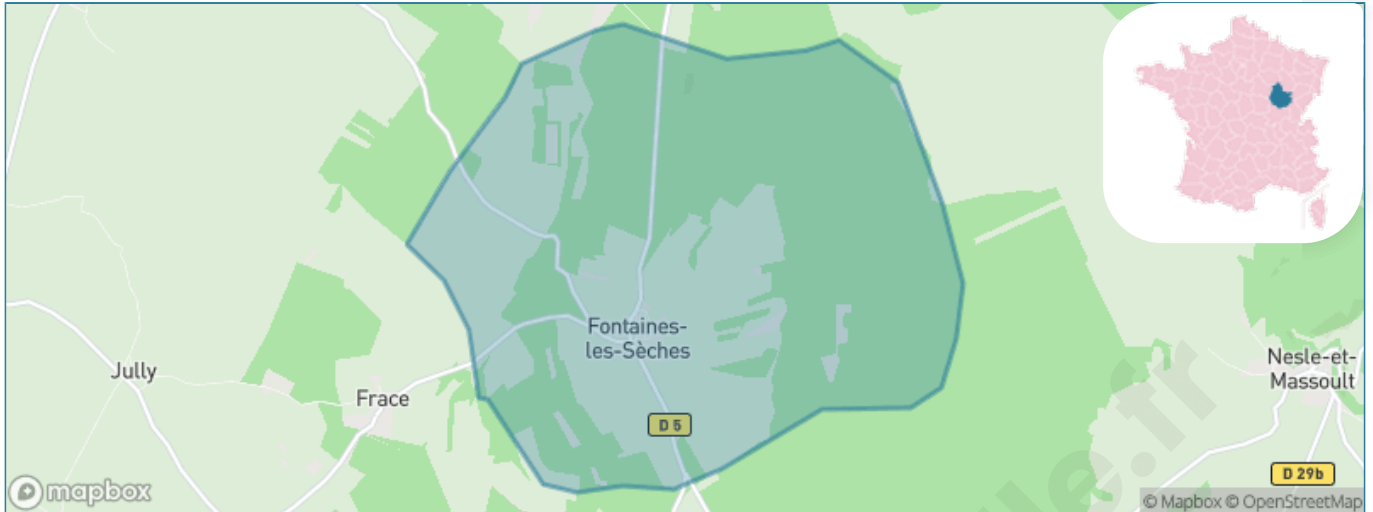 Fontaines-
les-Sèches
Jully
Frace
Nesle-et-
Massoult
D 5
D 29b
mapbox
© Mapbox © OpenStreetMap